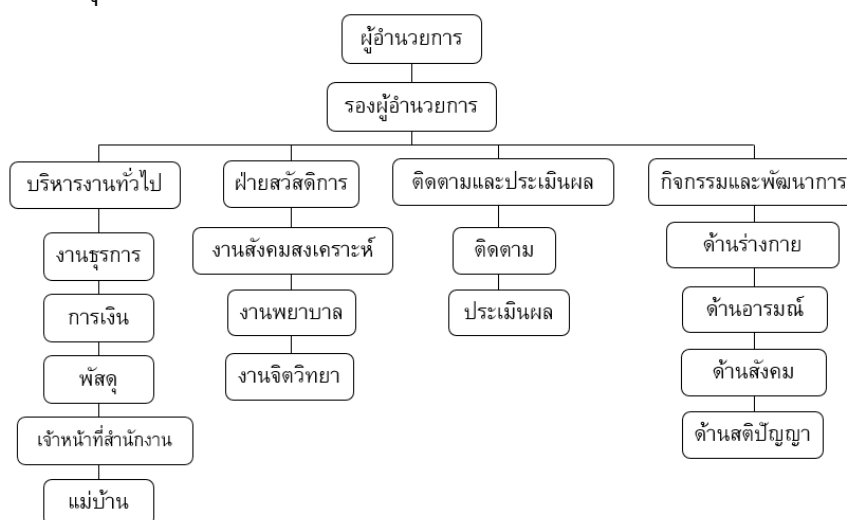 ผู้อำนวยการ
รองผู้อำนวยการ
บริหารงานทั่วไป
ฝ่ายสวัสดิการ
ติดตามและประเมินผล
กิจกรรมและพัฒนาการ
งานธุรการ
งานสังคมสงเคราะห์
ติดตาม
ด้านร่างกาย
การเงิน
งานพยาบาล
ประเมินผล
ด้านอารมณ์
พัสดุ
งานจิตวิทยา
ด้านสังคม
เจ้าหน้าที่สำนักงาน
ด้านสติปัญญา
แม่บ้าน